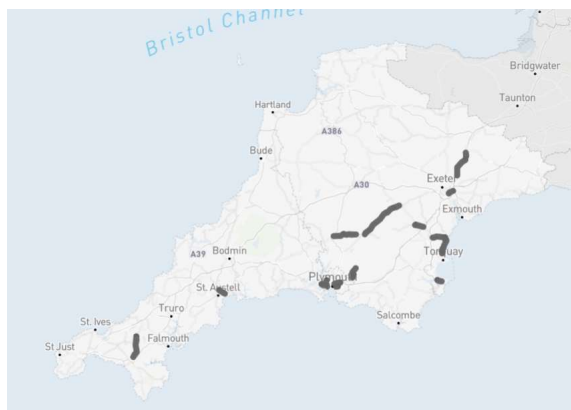 Bristol Channel
Bridgwater
Taunton
Hartland
A386
Bude
Exeter
A30
Exmouth
A39
Bodmin
Torquay
Plymouth
St. Austell
Truro
Salcombe
St. Ives
Falmouth
St Just